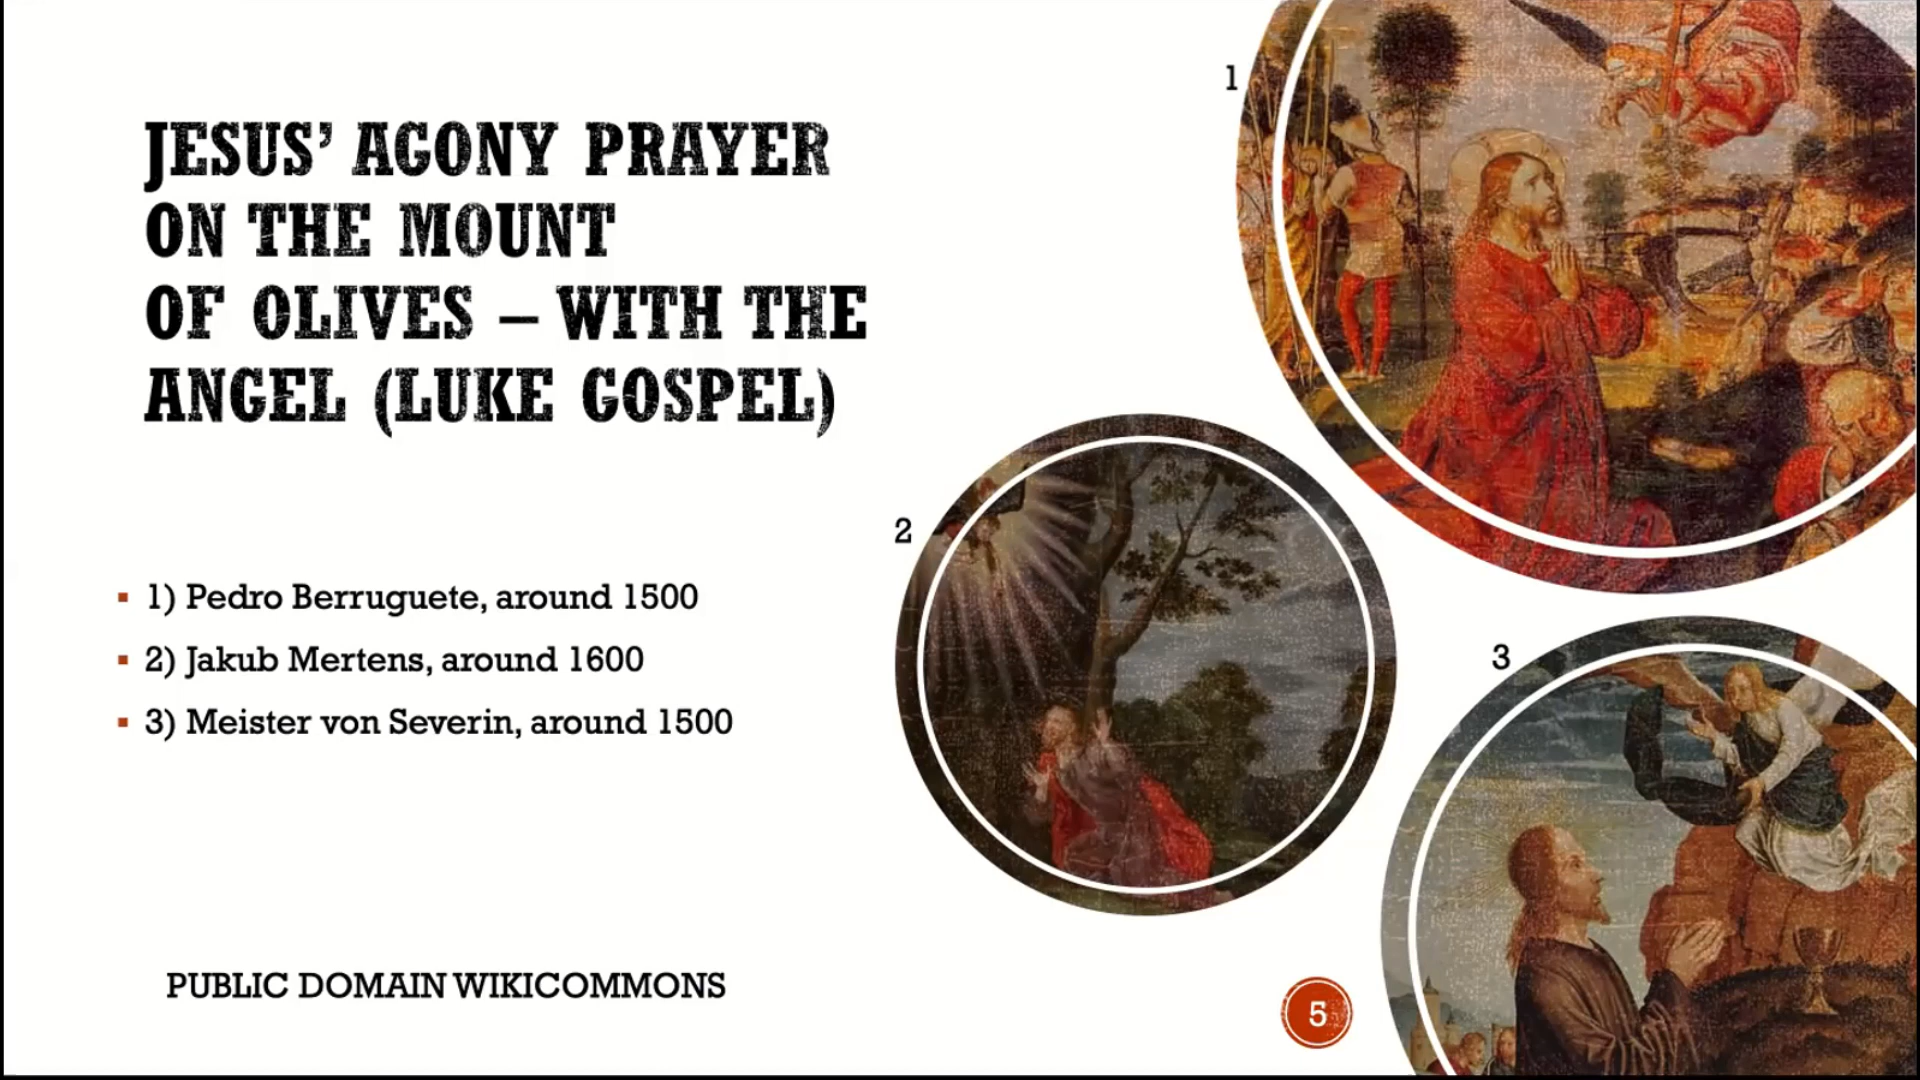 JESUS’ AGONY PRAYER
ON THE MOUNT
OF OLIVES – WITH THE
ANGEL (LUKE GOSPEL)
▪ 1) Pedro Berruguete, around 1500
▪ 2) Jakub Mertens, around 1600
▪ 3) Meister von Severin, around 1500
PUBLIC DOMAIN WIKICOMMONS
1
2
3
5